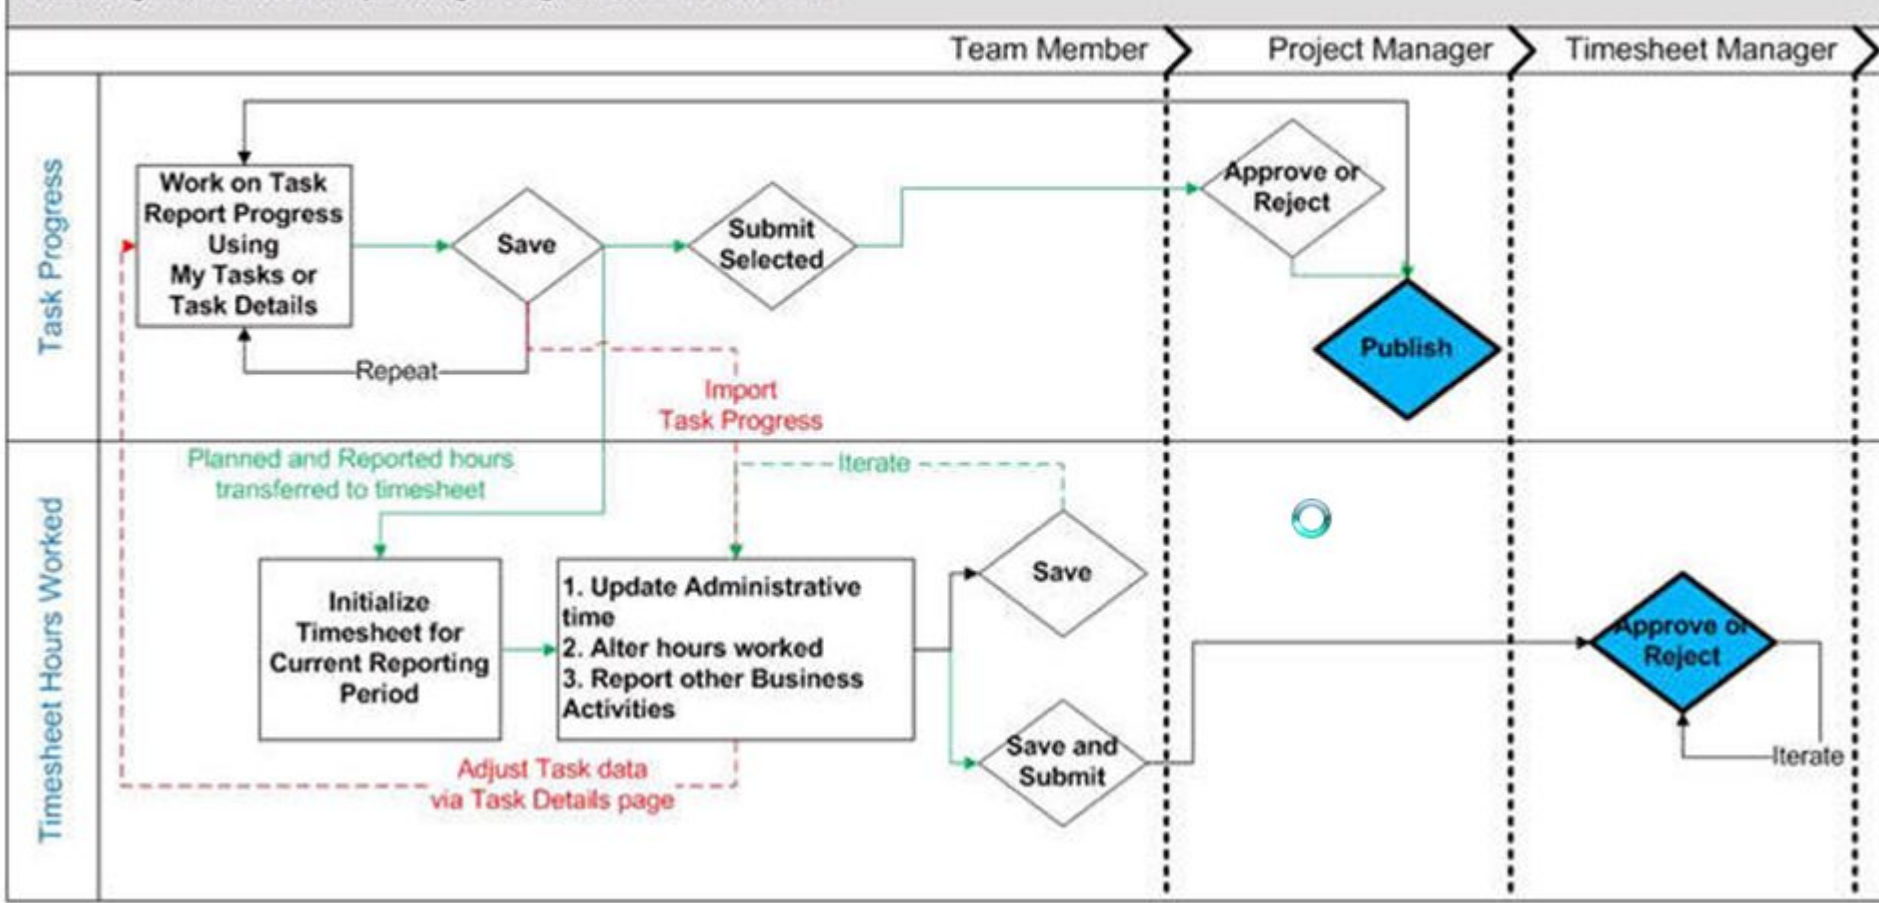 Team Member
Project Manager
Timesheet Manager
Task Progress
Work on Task
Report Progress
Using
My Tasks or
Task Details
Save
Submit
Selected
Approve or
Reject
Publish
Repeat
Import
Task Progress
Timesheet Hours Worked
Planned and Reported hours
transferred to timesheet
Iterate
Initialize
Timesheet for
Current Reporting
Period
1. Update Administrative
time
2. Alter hours worked
3. Report other Business
Activities
Save
Save and
Submit
Approve or
Reject
Iterate
Adjust Task data
via Task Details page